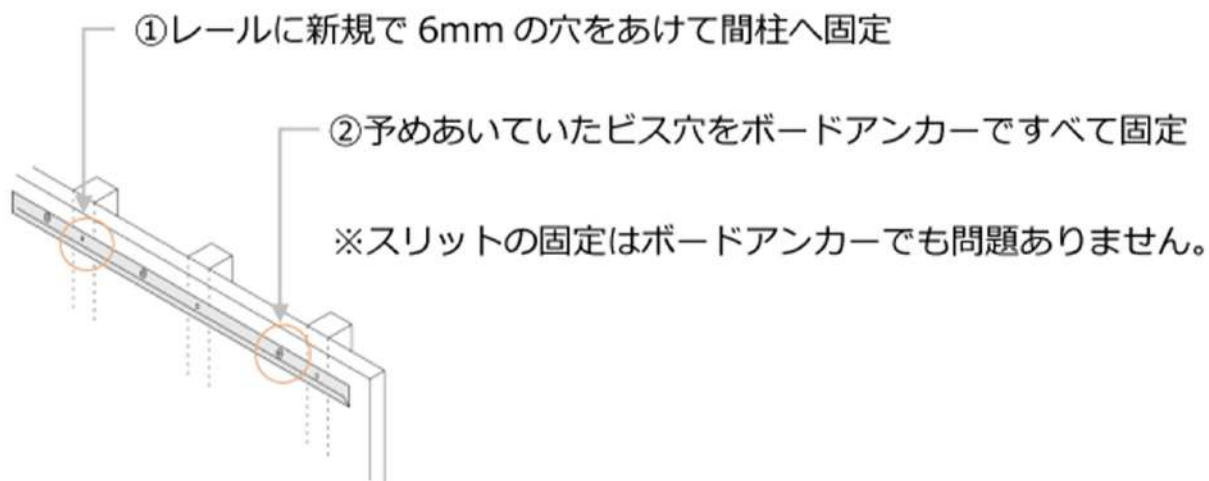 ①レールに新規で 6mm の穴をあけて間柱へ固定
②予めあいていたビス穴をボードアンカーですべて固定
※スリットの固定はボードアンカーでも問題ありません。